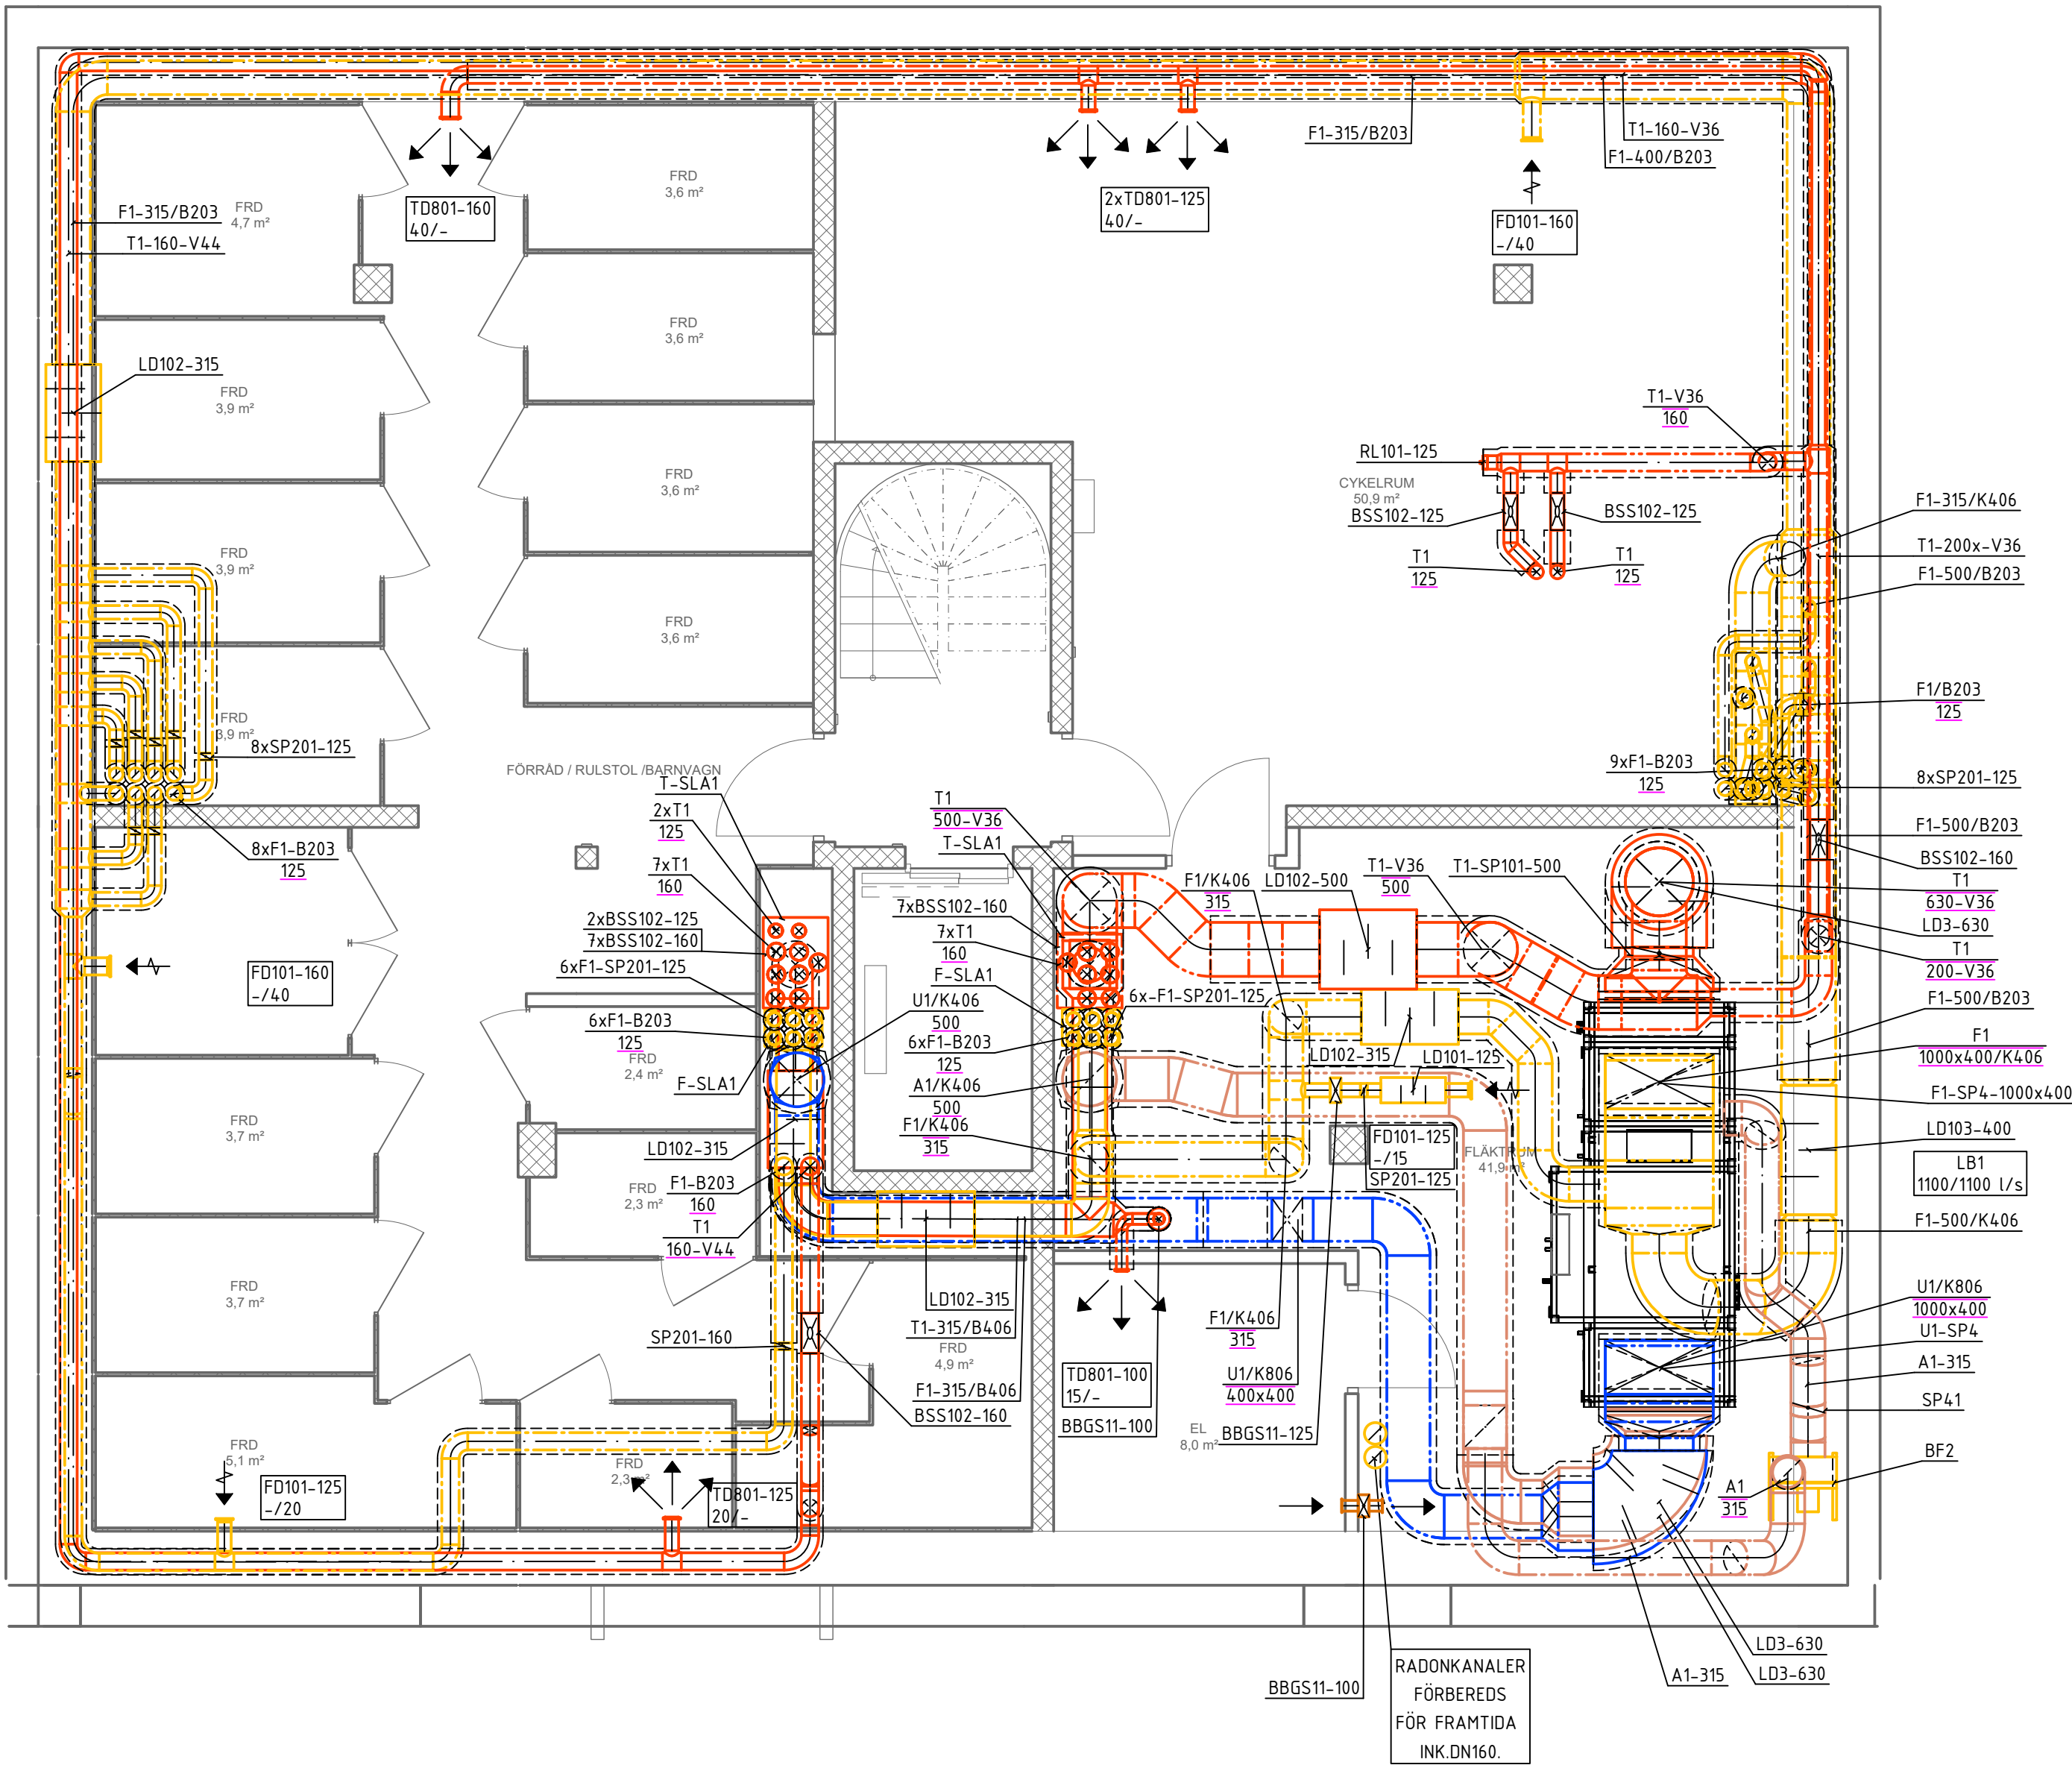 F1-315/B203
T1-160-V36
F1-400/B203
FRD
3,6 m²
F1-315/B203
FRD
4,7 m²
T1-160-V44
TD801-160
40/-
2xTD801-125
40/-
FD101-160
-/40
FRD
3,6 m²
LD102-315
FRD
3,9 m²
T1-V36
160
RL101-125
CYKELRUM
50,9 m²
BSS102-125
BSS102-125
FRD
3,6 m²
F1-315/K406
T1-200x-V36
F1-500/B203
T1
125
T1
125
FRD
3,9 m²
FRD
3,6 m²
F1/B203
125
FRD
3,9 m²
8xSP201-125
FÖRRÅD / RULSTOL /BARNVAGN
T-SLA1
9xF1-B203
125
8xSP201-125
2xT1
125
T1
500-V36
T-SLA1
8xF1-B203
125
7xT1
160
F1/K406
315
LD102-500
T1-V36
500
T1-SP101-500
F1-500/B203
BSS102-160
T1
630-V36
LD3-630
2xBSS102-125
7xBSS102-160
7xBSS102-160
7xT1
160
T1
200-V36
FD101-160
-/40
6xF1-SP201-125
F-SLA1
U1/K406
500
6x-F1-SP201-125
F1-500/B203
6xF1-B203
125
FRD
2,4 m²
F-SLA1
6xF1-B203
125
A1/K406
500
F1/K406
315
LD102-315
LD101-125
F1
1000x400/K406
F1-SP4-1000x400
FRD
3,7 m²
LD102-315
FD101-125
-/15
SP201-125
FLÄKTRUM
41,9 m²
LD103-400
LB1
1100/1100 l/s
FRD
2,3 m²
F1-B203
160
T1
160-V44
F1-500/K406
FRD
3,7 m²
LD102-315
T1-315/B406
SP201-160
FRD
4,9 m²
F1-315/B406
BSS102-160
F1/K406
315
TD801-100
15/-
BBGS11-100
U1/K806
400x400
EL
8,0 m²
BBGS11-125
U1/K806
1000x400
U1-SP4
A1-315
SP41
BF2
FRD
5,1 m²
FD101-125
-/20
FRD
2,3 m²
TD801-125
20/-
A1
315
BBGS11-100
RADONKANALER
FÖRBEREDS
FÖR FRAMTIDA
INK.DN160.
A1-315
LD3-630
LD3-630